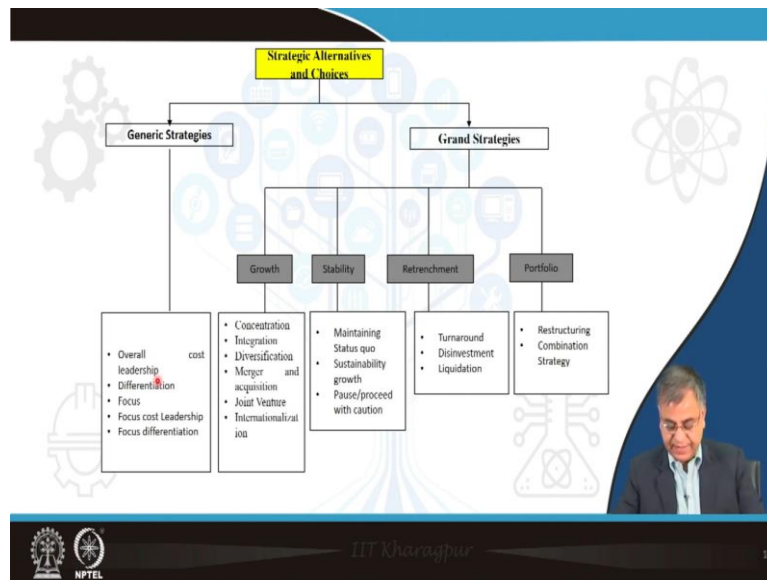 Strategic Alternatives
and Choices
Generic Strategies
Grand Strategies
Growth
Stability
Retrenchment
Portfolio
• Overall cost
leadership
• Differentiation
• Focus
• Focus cost Leadership
• Focus differentiation
• Concentration
• Integration
• Diversification
• Merger and
acquisition
• Joint Venture
• Internationalizat
ion
• Maintaining
Status quo
• Sustainability
growth
• Pause/proceed
with caution
• Turnaround
• Disinvestment
• Liquidation
• Restructuring
• Combination
Strategy
IIT Kharagpur
NPTEL